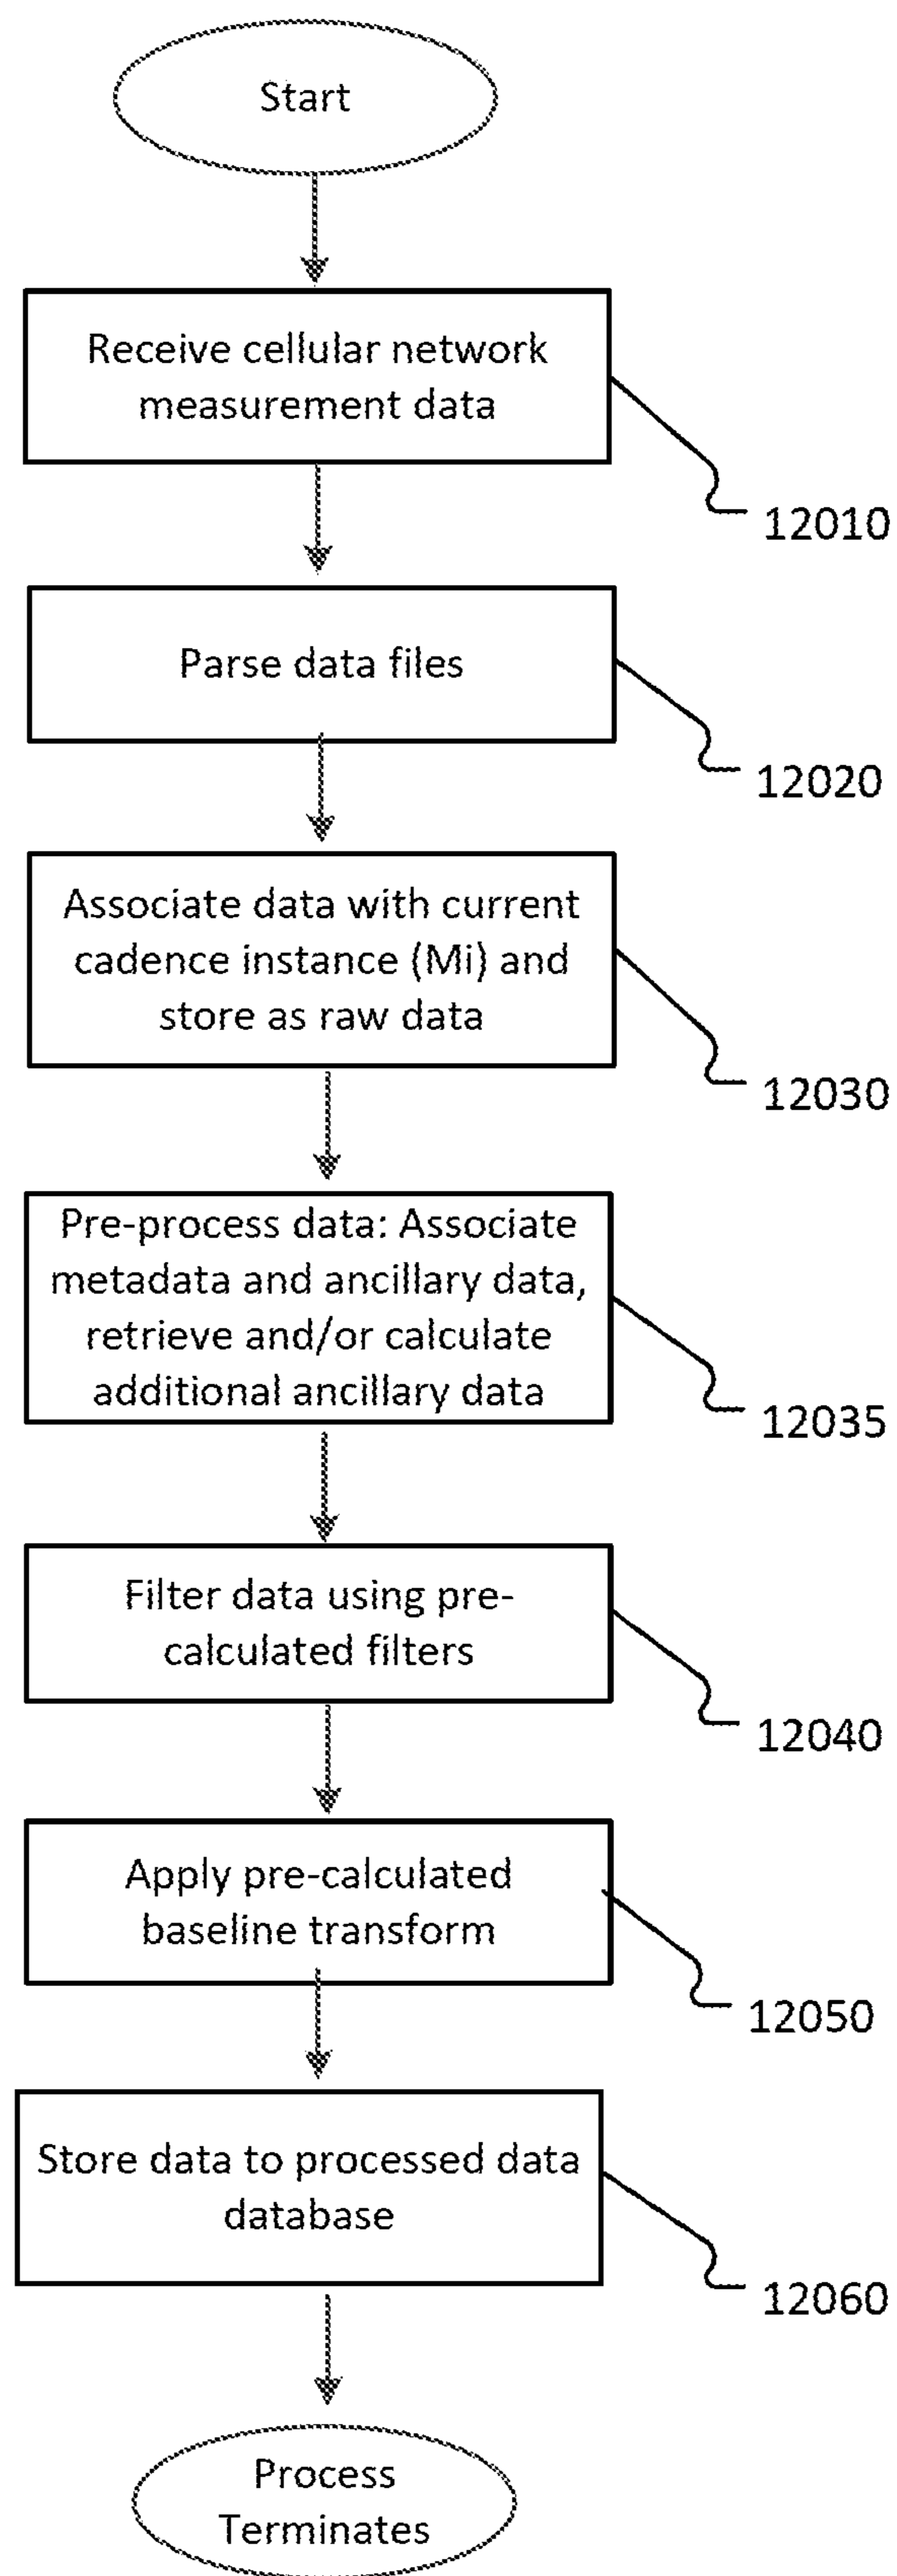 Start
Receive cellular network
measurement data
12010
Parse data files
12020
Associate data with current
cadence instance (Mi) and
store as raw data
12030
Pre-process data: Associate
metadata and ancillary data,
retrieve and/or calculate
additional ancillary data
12035
Filter data using pre-
calculated filters
12040
Apply pre-calculated
baseline transform
12050
Store data to processed data
database
12060
Process
Terminates